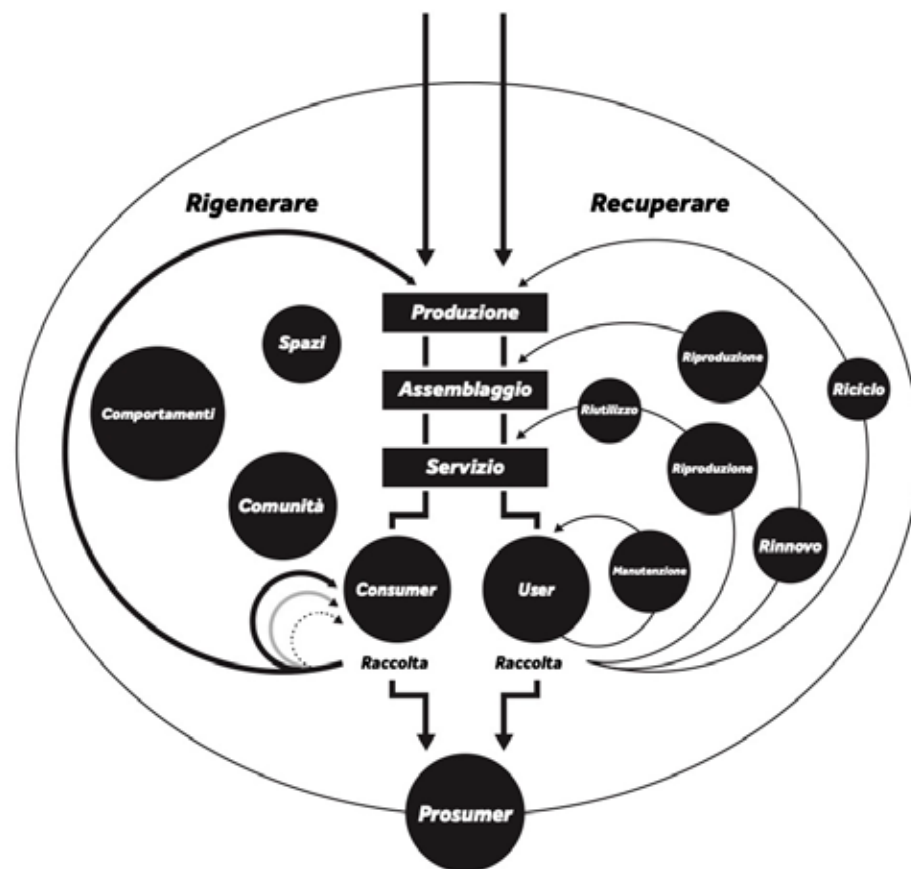 Rigenerare
Recuperare
Produzione
Spazi
Riproduzione
Assemblaggio
Riciclo
Comportamenti
Riutilizzo
Servizio
Riproduzione
Comunità
Rinnovo
Consumer
User
Manutenzione
Raccolta
Raccolta
Prosumer